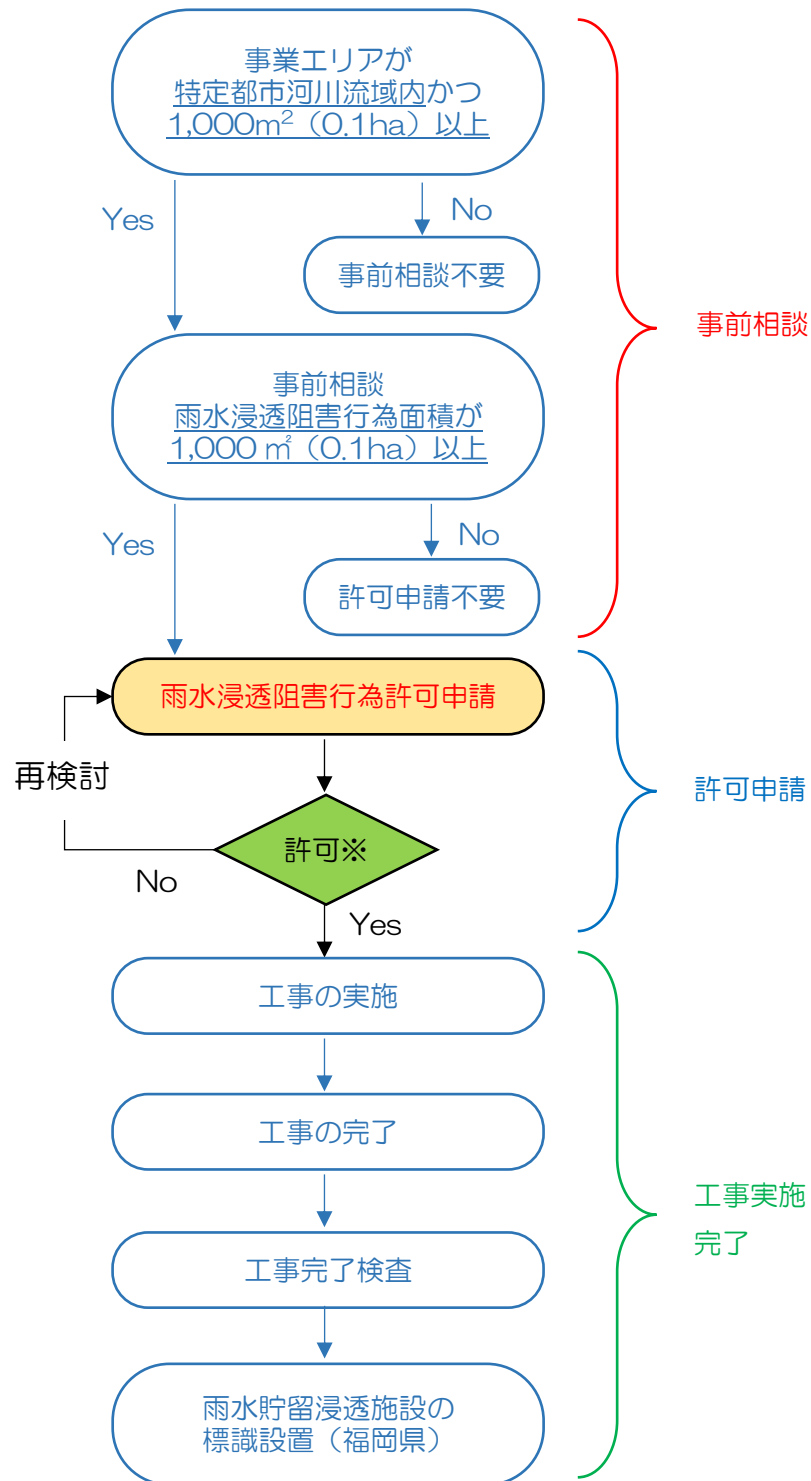 事業エリアが
特定都市河川流域内かつ
1,000m²（0.1ha）以上
Yes
No
事前相談不要
事前相談
事前相談
雨水浸透阻害行為面積が
1,000 ㎡（0.1ha）以上
Yes
No
許可申請不要
雨水浸透阻害行為許可申請
再検討
許可申請
許可※
No
Yes
工事の実施
工事の完了
工事実施
完了
工事完了検査
雨水貯留浸透施設の
標識設置（福岡県）